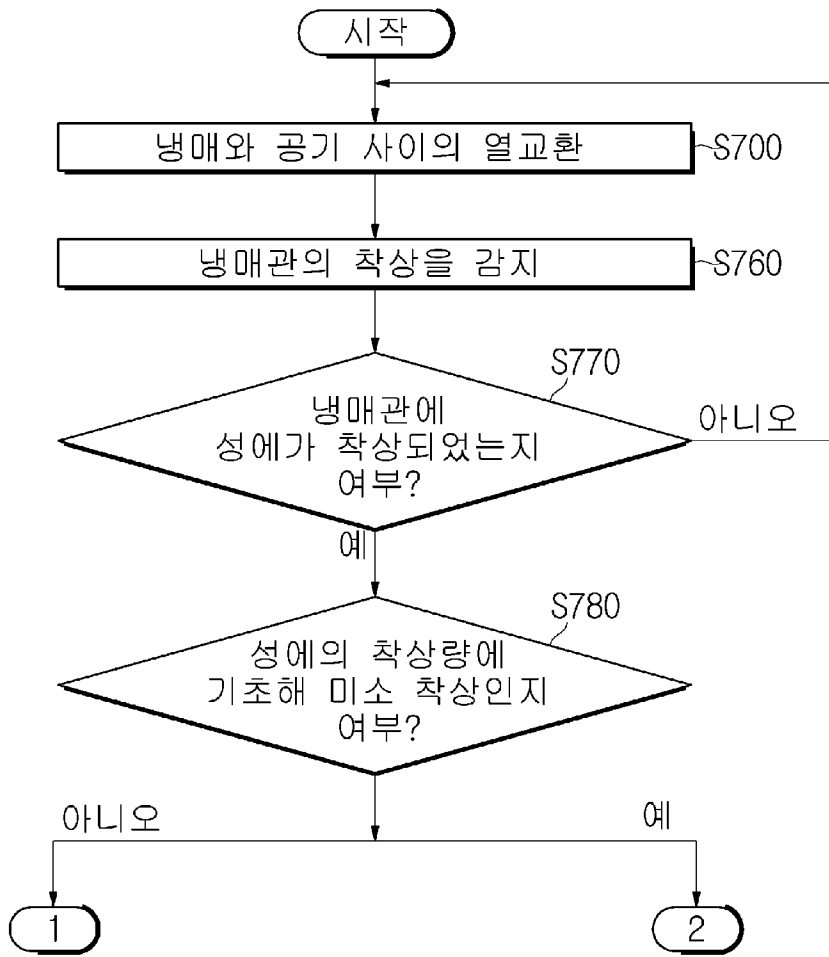 시작
냉매와 공기 사이의 열교환
S700
냉매관의 착상을 감지
S760
S770
냉매관에
성에가 착상되었는지
여부?
아니오
예
S780
성에의 착상량에
기초해 미소 착상인지
여부?
아니오
예
1
2